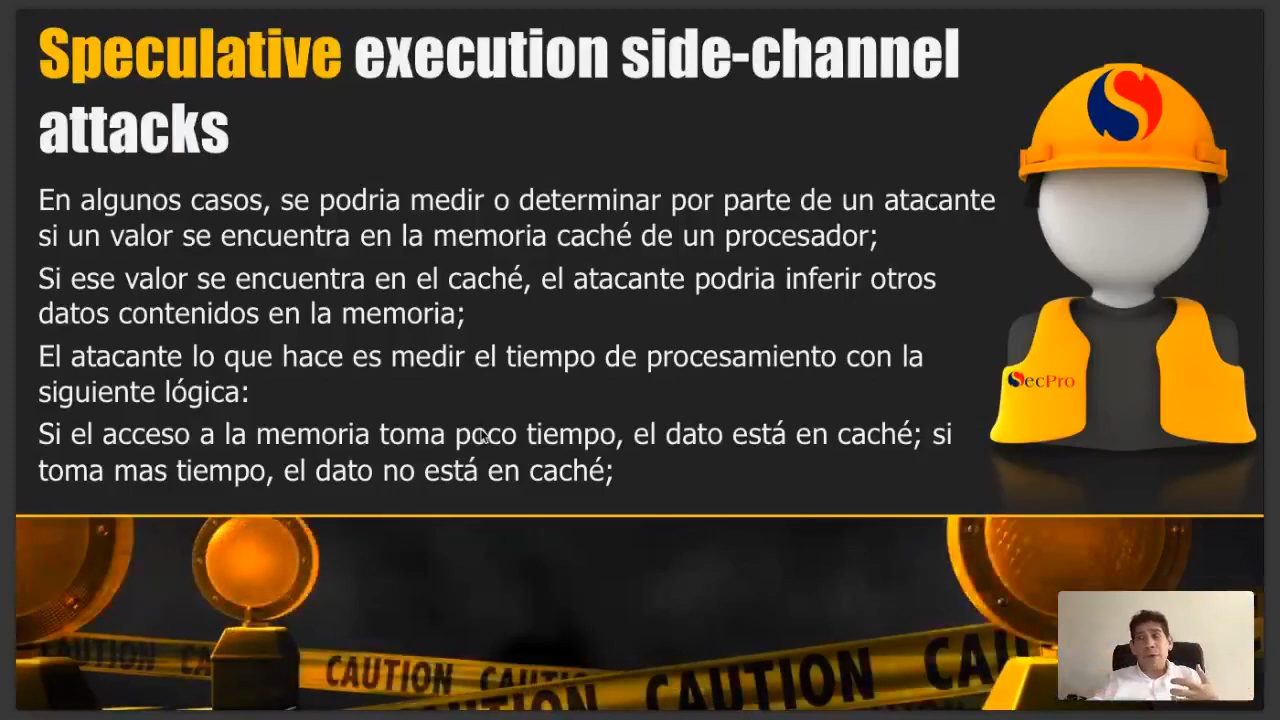 Speculative execution side-channel
attacks
En algunos casos, se podria medir o determinar por parte de un atacante
si un valor se encuentra en la memoria caché de un procesador;
Si ese valor se encuentra en el caché, el atacante podria inferir otros
datos contenidos en la memoria;
El atacante lo que hace es medir el tiempo de procesamiento con la
siguiente lógica:
Si el acceso a la memoria toma poco tiempo, el dato está en caché; si
toma mas tiempo, el dato no está en caché;
SecPro
CAUTION CAUTION CAUTION
CAUTION